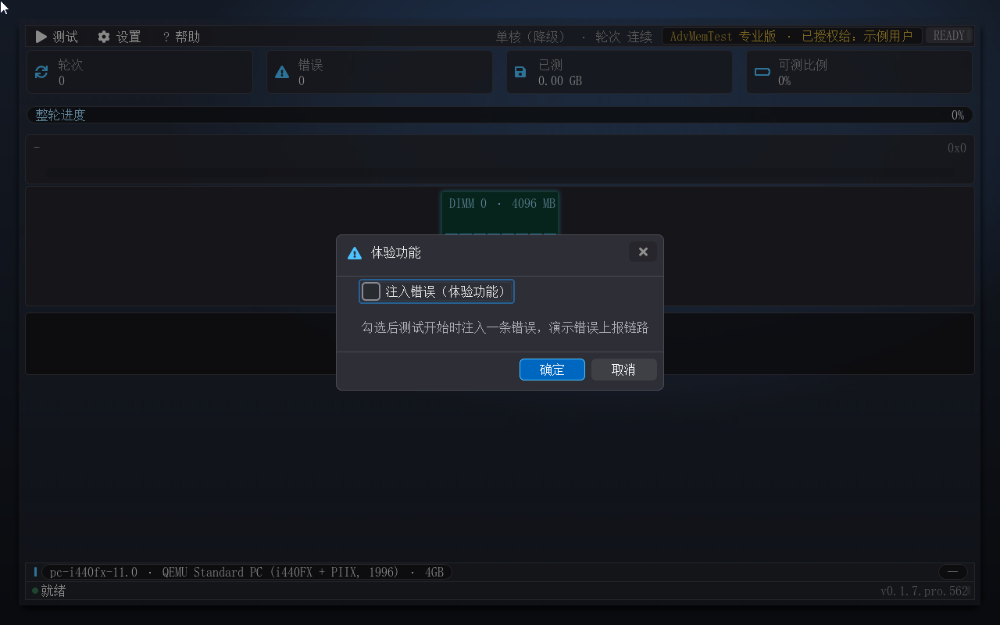 测试 设置 ? 帮助 单核（降级） · 轮次 连续 AdvMemTest 专业版 · 已授权给: 示例用户 READY
轮次 错误 已测 可测比例
0 0 0.00 GB 0%
整轮进度 0%
— 0x0
DIMM 0 · 4096 MB
体验功能
注入错误（体验功能）
勾选后测试开始时注入一条错误，演示错误上报链路
确定 取消
pc-i440fx-11.0 · QEMU Standard PC (i440FX + PIIX, 1996) · 4GB —
就绪 v0.1.7.pro.562